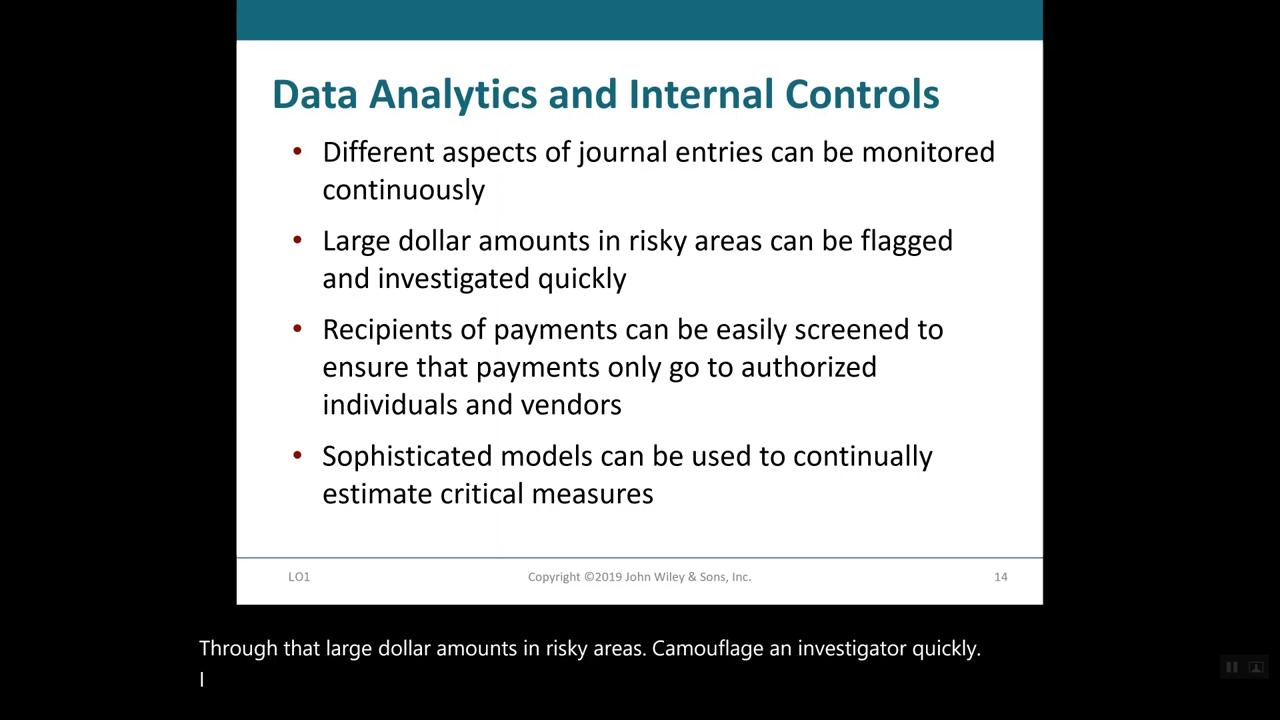 Data Analytics and Internal Controls
• Different aspects of journal entries can be monitored
continuously
• Large dollar amounts in risky areas can be flagged
and investigated quickly
• Recipients of payments can be easily screened to
ensure that payments only go to authorized
individuals and vendors
• Sophisticated models can be used to continually
estimate critical measures
LO1
Copyright ©2019 John Wiley & Sons, Inc.
14
Through that large dollar amounts in risky areas. Camouflage an investigator quickly.
I